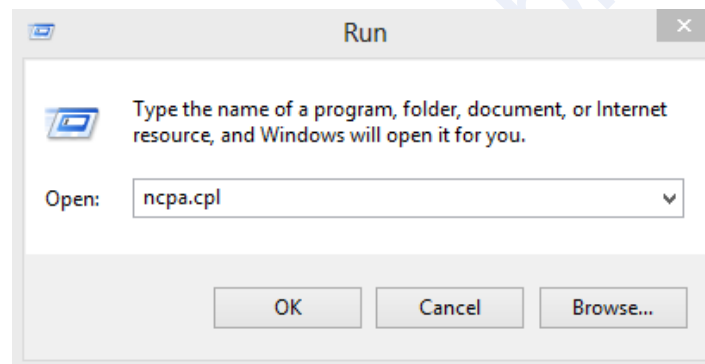 Run
Type the name of a program, folder, document, or Internet
resource, and Windows will open it for you.
Open: ncpa.cpl
OK Cancel Browse...